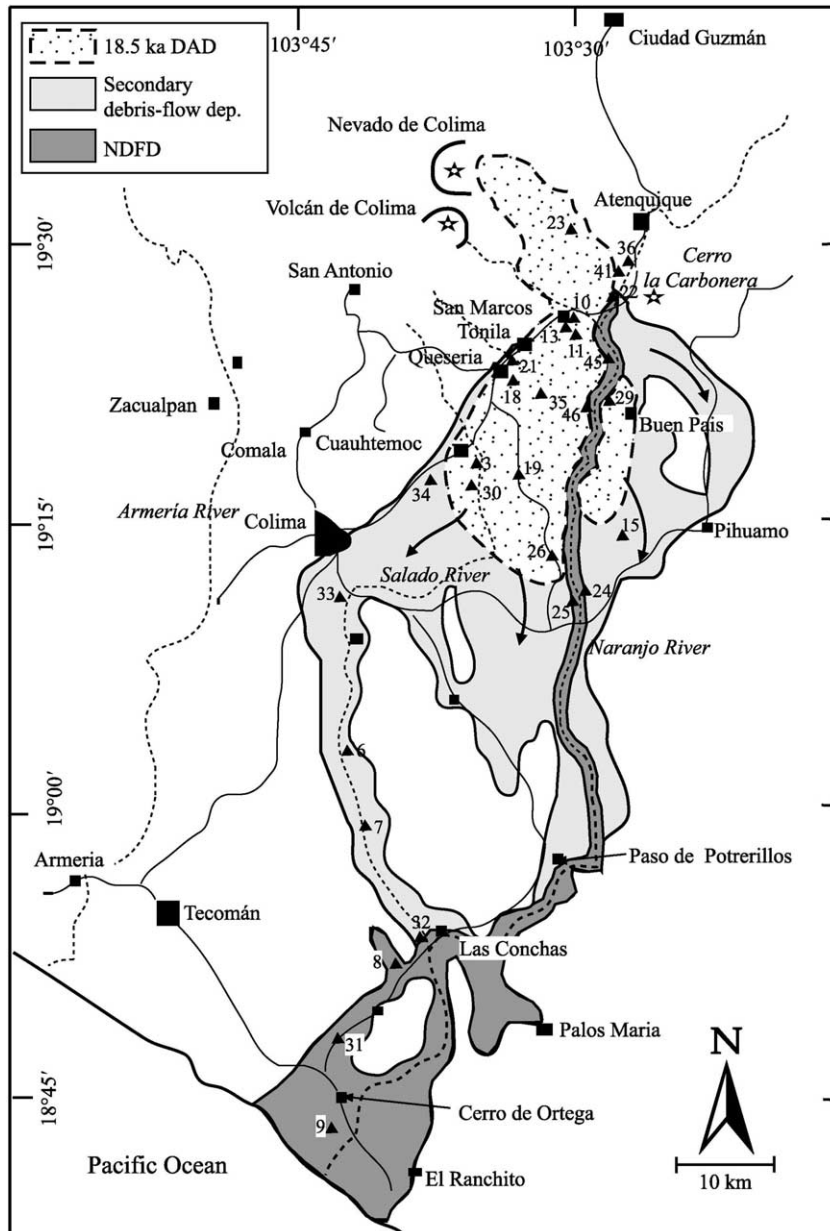 103°45′
103°30′
18.5 ka DAD
Secondary
debris-flow dep.
NDFD
Ciudad Guzmán
Nevado de Colima
Volcán de Colima
Atenquique
23
36
41
Cerro
la Carbonera
22
19°30′
San Antonio
San Marcos
Tonila
10
13
11
Queseria
21
45
18
35
29
46
Buen Pais
Zacualpan
Comala
Cuauhtemoc
3
19
34
30
19°15′
Armería River
Colima
15
Pihuamo
26
Salado River
33
24
25
Naranjo River
6
19°00′
7
Armeria
Paso de Potrerillos
Tecomán
32
Las Conchas
8
Palos Maria
31
N
18°45′
Cerro de Ortega
9
Pacific Ocean
El Ranchito
10 km